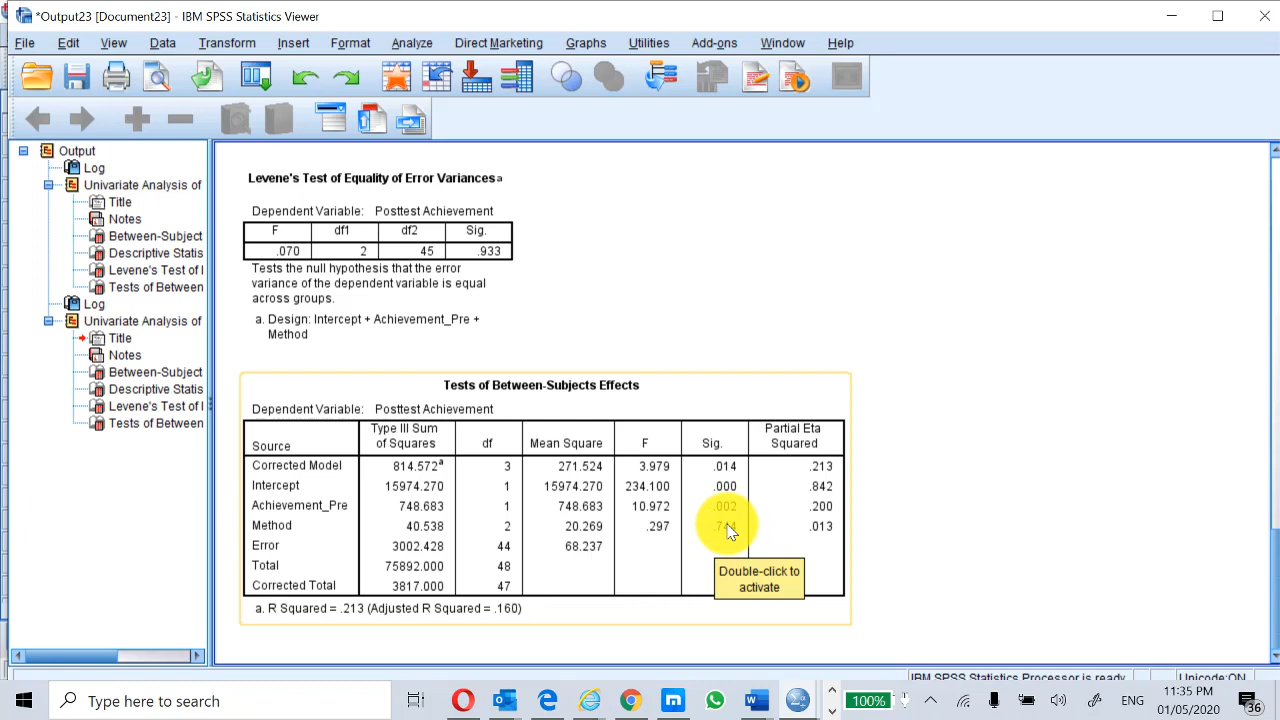 *Output23 [Document23] - IBM SPSS Statistics Viewer
File Edit View Data Transform Insert Format Analyze Direct Marketing Graphs Utilities Add-ons Window Help
Output
Log
Univariate Analysis of
Title
Notes
Between-Subject
Descriptive Statis
Levene's Test of
Tests of Between
Log
Univariate Analysis of
Title
Notes
Between-Subject
Descriptive Statis
Levene's Test of
Tests of Between
Levene's Test of Equality of Error Variances a
Dependent Variable: Posttest Achievement
F df1 df2 Sig.
.070 2 45 .933
Tests the null hypothesis that the error
variance of the dependent variable is equal
across groups.
a. Design: Intercept + Achievement_Pre +
Method
Tests of Between-Subjects Effects
Dependent Variable: Posttest Achievement
Source Type III Sum of Squares df Mean Square F Sig. Partial Eta Squared
Corrected Model 814.572a 3 271.524 3.979 .014 .213
Intercept 15974.270 1 15974.270 234.100 .000 .842
Achievement_Pre 748.683 1 748.683 10.972 .002 .200
Method 40.538 2 20.269 .297 .013
Error 3002.428 44 68.237
Total 75892.000 48
Corrected Total 3817.000 47
a. R Squared = .213 (Adjusted R Squared = .160)
Double-click to
activate
IBM SPSS Statistics Processor is ready Unicode:ON
Type here to search
100%
ENG
11:35 PM
01/05/2020
36